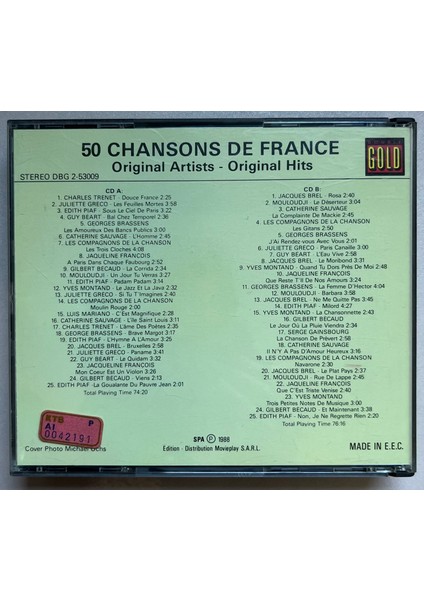 50 CHANSONS DE FRANCE
Original Artists - Original Hits
GOLD
STEREO DBG 2-53009
CD A:
1. CHARLES TRENET - Douce France 2:25
2. JULIETTE GRECO - Les Feuilles Mortes 3:58
3. EDITH PIAF - Sous Le Ciel De Paris 3:22
4. GUY BEART - Bal Chez Temporel 2:30
5. GEORGES BRASSENS
Les Amoureux Des Bancs Publics 3:00
6. CATHERINE SAUVAGE - L'Homme 2:45
7. LES COMPAGNONS DE LA CHANSON
Les Trois Cloches 4:08
8. JAQUELINE FRANCOIS
A Paris Dans Chaque Faubourg 2:52
9. GILBERT BÉCAUD - La Corrida 2:34
10. MOULOUDJI - Un Jour Tu Verras 2:27
11. EDITH PIAF - Padam Padam 3:14
12. YVES MONTAND - Le Jazz Et La Java 2:32
13. JULIETTE GRECO - Si Tu T'Imagines 2:40
14. LES COMPAGNONS DE LA CHANSON
Moulin Rouge 2:00
15. LUIS MARIANO - C'Est Magnifique 2:28
16. CATHERINE SAUVAGE - L'île Saint Louis 3:11
17. CHARLES TRENET - L'âme Des Poètes 2:35
18. GEORGE BRASSENS - Brave Margot 3:00
19. EDITH PIAF - L'Hymne A L'Amour 3:25
20. JACQUES BREL - Bruxelles 2:58
21. JULIETTE GRECO - Paname 3:41
22. GUY BEART - Le Quidam 3:32
23. JACQUELINE FRANÇOIS
Mon Coeur Est Un Violon 3:26
24. GILBERT BÉCAUD - Viens 2:13
25. EDITH PIAF - La Goualante Du Pauvre Jean 2:01
Total Playing Time 74:20
CD B:
1. JACQUES BREL - Rosa 2:40
2. MOULOUDJI - Le Déserteur 3:04
3. CATHERINE SAUVAGE
La Complainte De Mackie 2:45
4. LES COMPAGNONS DE LA CHANSON
Les Gitans 2:50
5. GEORGES BRASSENS
J'Ai Rendez-vous Avec Vous 2:01
6. JULIETTE GRECO - Paris Canaille 3:00
7. GUY BEART - L'Eau Vive 2:58
8. JACQUES BREL - Le Moribond 3:31
9. YVES MONTAND - Quand Tu Dors Près De Moi 2:48
10. JAQUELINE FRANÇOIS
Que Reste T'il De Nos Amours 3:13
11. GEORGES BRASSENS - La Femme D'Hector 4:04
12. MOULOUDJI - Barbara 3:58
13. JACQUES BREL - Ne Me Quitte Pas 3:45
14. EDITH PIAF - Milord 4:27
15. YVES MONTAND - La Chansonnette 2:43
16. GILBERT BÉCAUD
Le Jour Où La Pluie Viendra 2:34
17. SERGE GAINSBOURG
La Chanson De Prévert 2:58
18. CATHERINE SAUVAGE
Il N'Y A Pas D'Amour Heureux 3:16
19. LES COMPAGNONS DE LA CHANSON
Navarone 2:30
20. JACQUES BREL - Le Plat Pays 2:37
21. MOULOUDJI - Rue De Lappe 2:45
22. JAQUELINE FRANÇOIS
Que C'Est Triste Venise 2:40
23. YVES MONTAND
Trois Petites Notes De Musique 3:00
24. GILBERT BÉCAUD - Et Maintenant 3:38
25. EDITH PIAF - Non, Je Ne Regrette Rien 2:20
Total Playing Time 76:16
KTB P
AI
0042191
Cover Photo Michael Ochs
SPA Ⓟ 1988
Edition - Distribution Movieplay S.A.R.L.
MADE IN E.E.C.